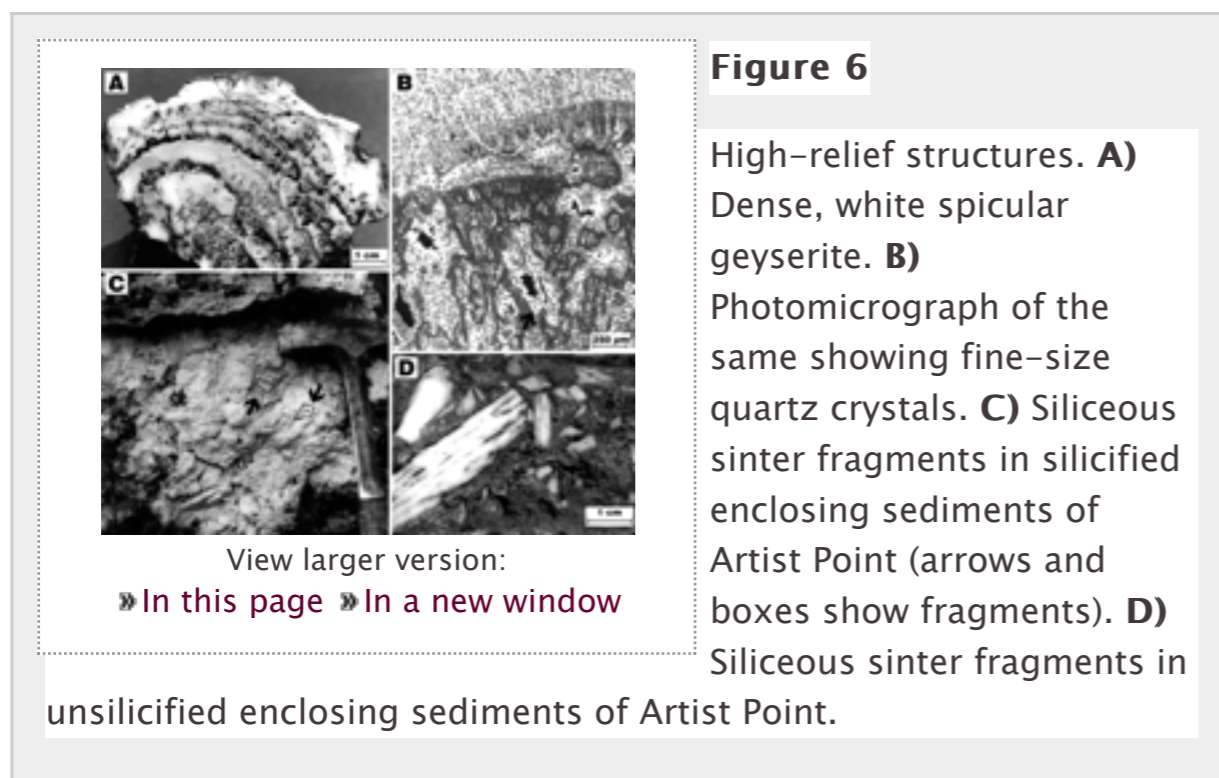 A
B
1 cm
C
200 µm
D
1 cm
View larger version:
»In this page »In a new window
Figure 6
High-relief structures. A)
Dense, white spicular
geyserite. B)
Photomicrograph of the
same showing fine-size
quartz crystals. C) Siliceous
sinter fragments in silicified
enclosing sediments of
Artist Point (arrows and
boxes show fragments). D)
Siliceous sinter fragments in
unsilicified enclosing sediments of Artist Point.